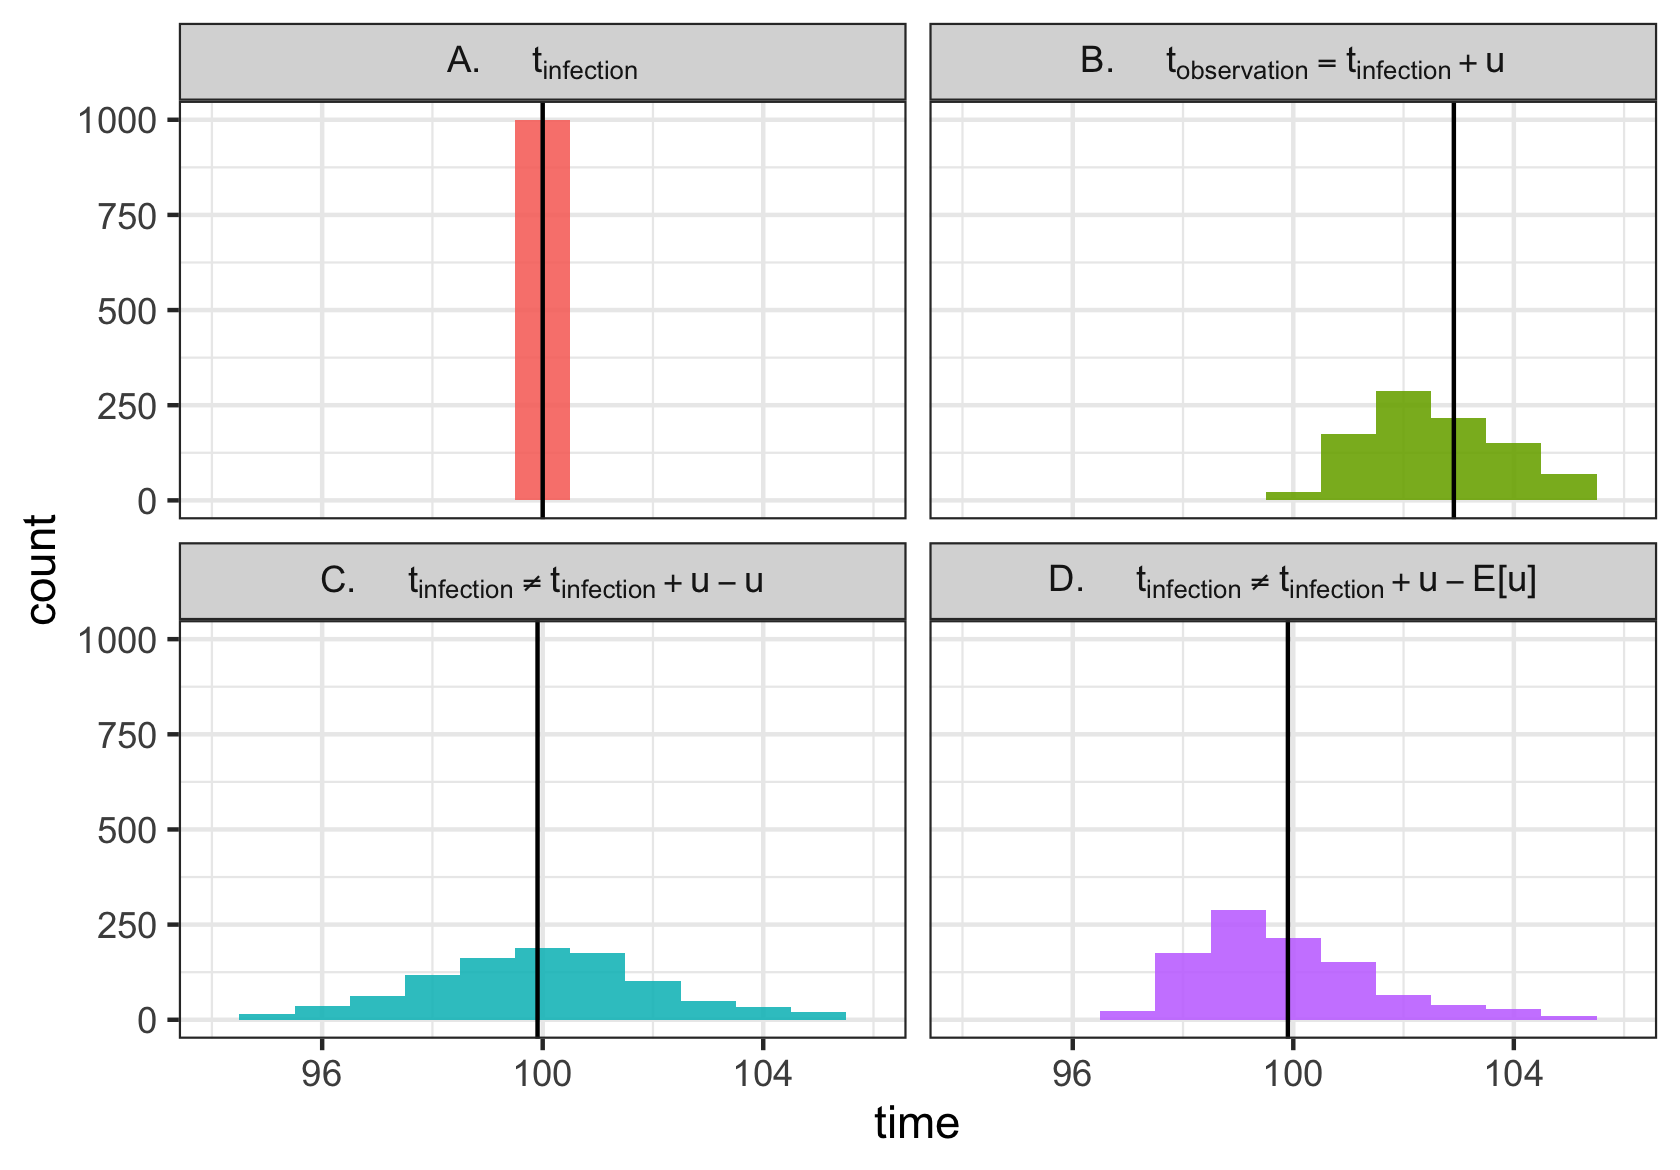 A. t_infection
B. t_observation = t_infection + u
1000
750
500
250
0
C. t_infection ≠ t_infection + u − u
D. t_infection ≠ t_infection + u − E[u]
1000
750
500
250
0
96 100 104 96 100 104
count
time